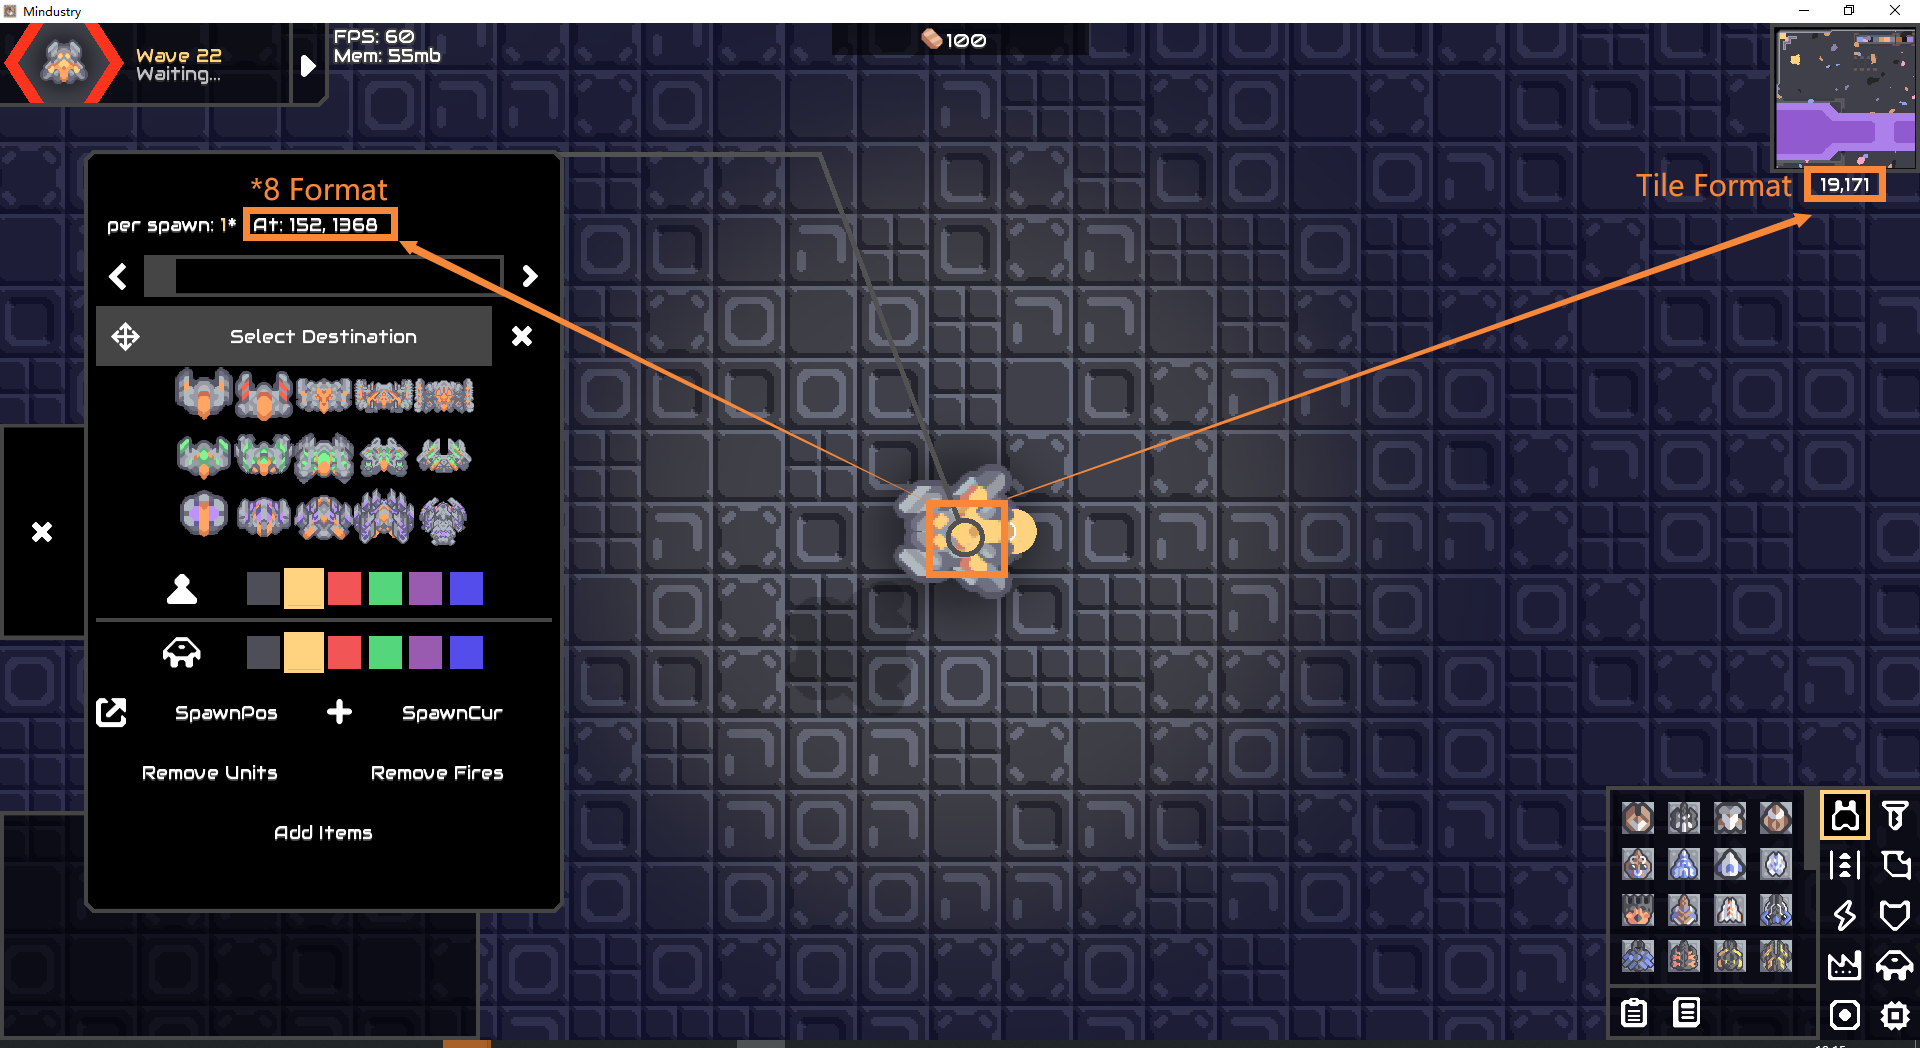 Mindustry
Wave 22
Waiting...
FPS: 60
Mem: 55mb
100
*8 Format
per spawn: 1* At: 152, 1368
Tile Format 19,171
Select Destination
SpawnPos
SpawnCur
Remove Units
Remove Fires
Add Items